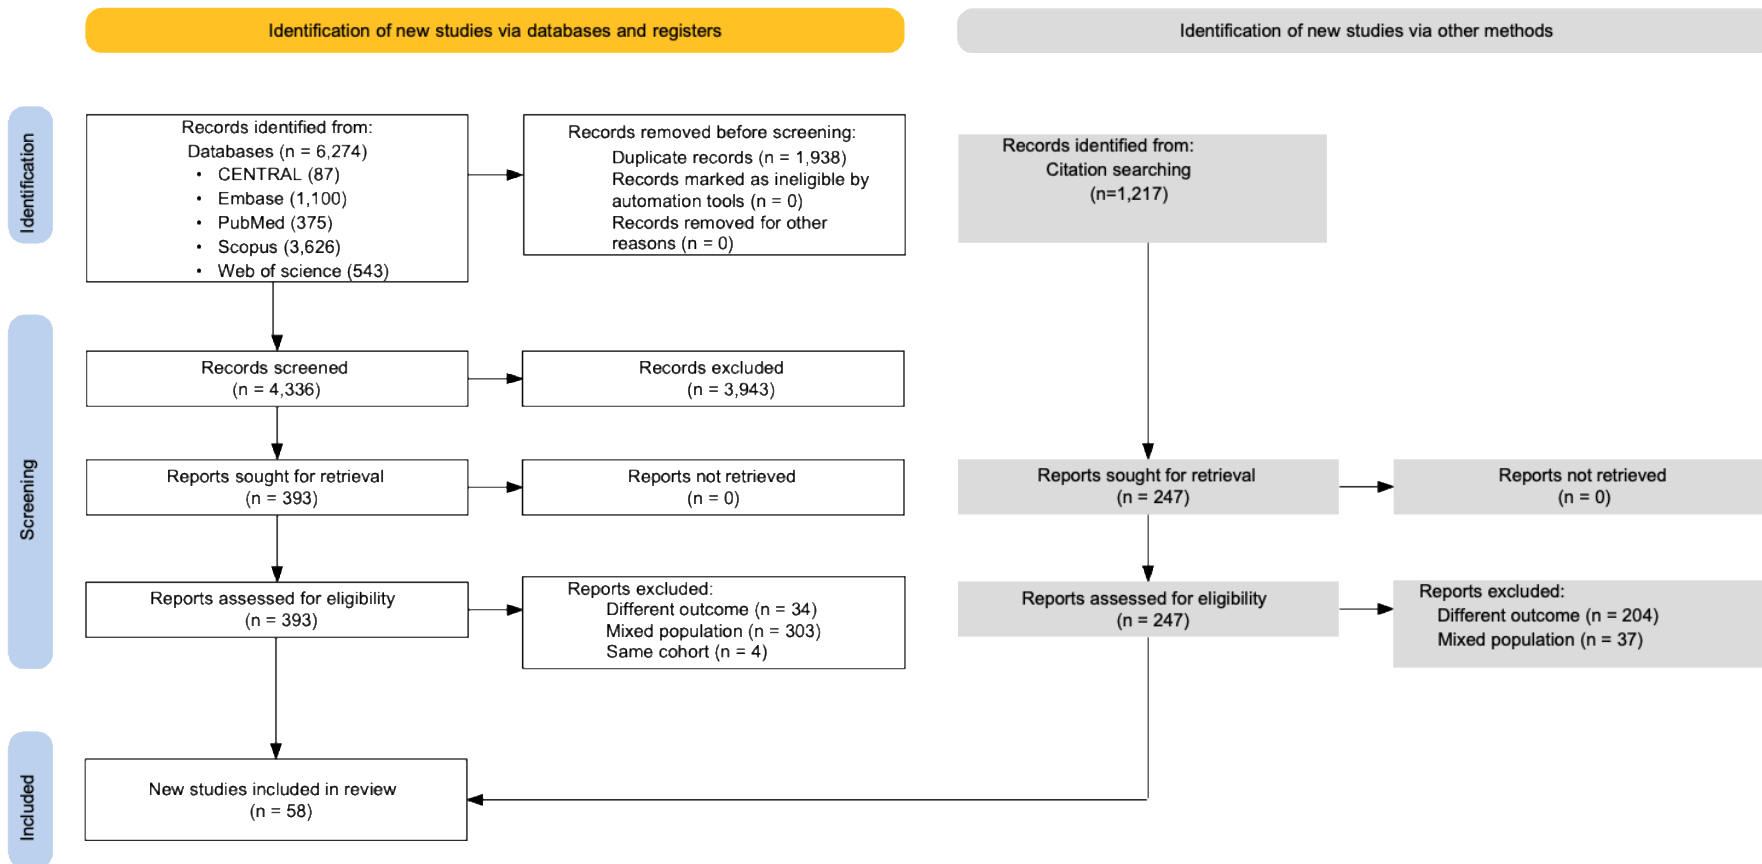 Identification of new studies via databases and registers
Identification of new studies via other methods
Identification
Records identified from:
Databases (n = 6,274)
• CENTRAL (87)
• Embase (1,100)
• PubMed (375)
• Scopus (3,626)
• Web of science (543)
Records removed before screening:
Duplicate records (n = 1,938)
Records marked as ineligible by
automation tools (n = 0)
Records removed for other
reasons (n = 0)
Records identified from:
Citation searching
(n=1,217)
Screening
Records screened
(n = 4,336)
Records excluded
(n = 3,943)
Reports sought for retrieval
(n = 393)
Reports not retrieved
(n = 0)
Reports sought for retrieval
(n = 247)
Reports not retrieved
(n = 0)
Reports assessed for eligibility
(n = 393)
Reports excluded:
Different outcome (n = 34)
Mixed population (n = 303)
Same cohort (n = 4)
Reports assessed for eligibility
(n = 247)
Reports excluded:
Different outcome (n = 204)
Mixed population (n = 37)
Included
New studies included in review
(n = 58)